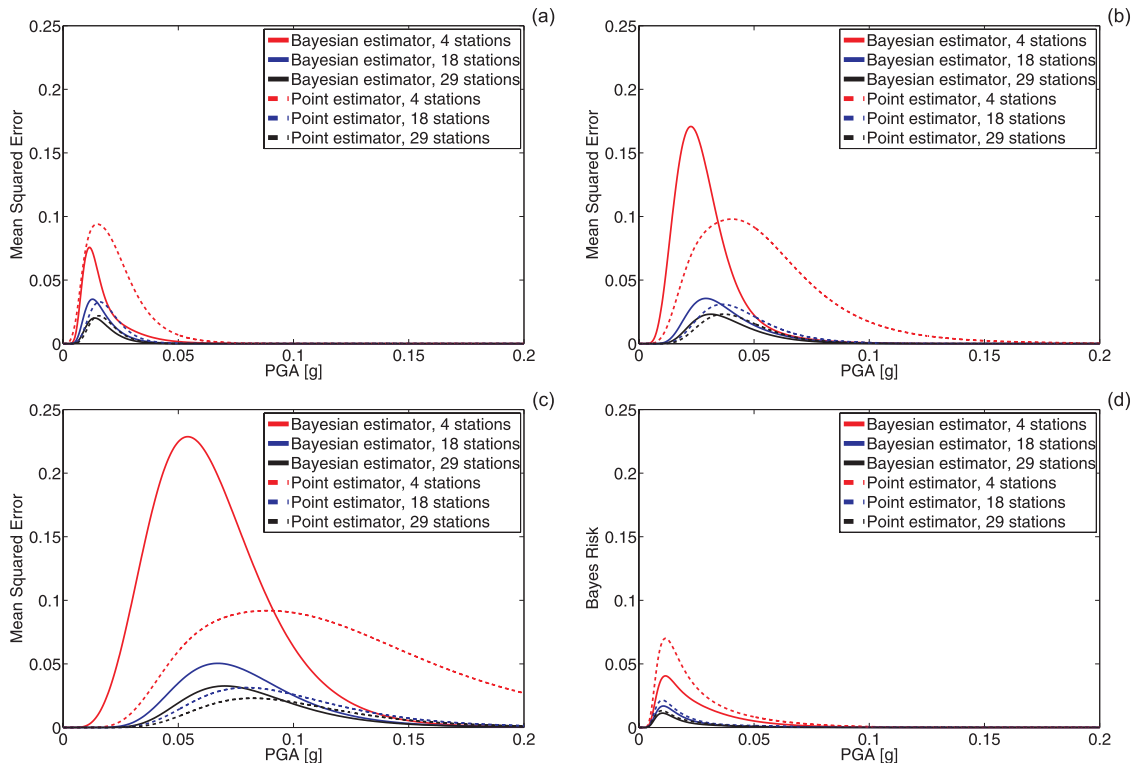 (a)
0.25
0.2
0.15
0.1
0.05
0
Mean Squared Error
Bayesian estimator, 4 stations
Bayesian estimator, 18 stations
Bayesian estimator, 29 stations
Point estimator, 4 stations
Point estimator, 18 stations
Point estimator, 29 stations
0 0.05 0.1 0.15 0.2
PGA [g]
(b)
0.25
0.2
0.15
0.1
0.05
0
Mean Squared Error
Bayesian estimator, 4 stations
Bayesian estimator, 18 stations
Bayesian estimator, 29 stations
Point estimator, 4 stations
Point estimator, 18 stations
Point estimator, 29 stations
0 0.05 0.1 0.15 0.2
PGA [g]
(c)
0.25
0.2
0.15
0.1
0.05
0
Mean Squared Error
Bayesian estimator, 4 stations
Bayesian estimator, 18 stations
Bayesian estimator, 29 stations
Point estimator, 4 stations
Point estimator, 18 stations
Point estimator, 29 stations
0 0.05 0.1 0.15 0.2
PGA [g]
(d)
0.25
0.2
0.15
0.1
0.05
0
Bayes Risk
Bayesian estimator, 4 stations
Bayesian estimator, 18 stations
Bayesian estimator, 29 stations
Point estimator, 4 stations
Point estimator, 18 stations
Point estimator, 29 stations
0 0.05 0.1 0.15 0.2
PGA [g]